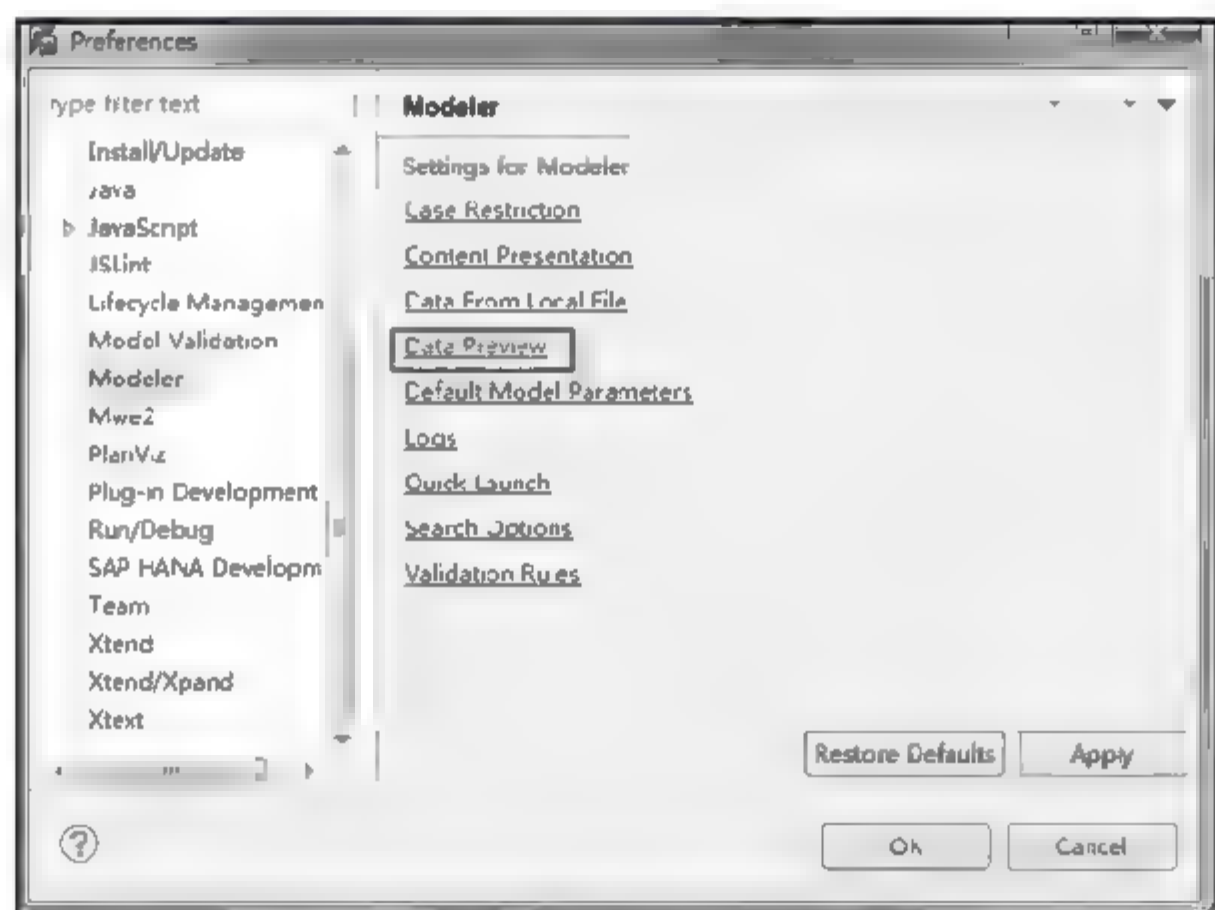 Preferences
type filter text
Modeler
Install/Update
Java
JavaScript
JSLint
Lifecycle Managemen
Model Validation
Modeler
Mwe2
PlanViz
Plug-in Development
Run/Debug
SAP HANA Developm
Team
Xtend
Xtend/Xpand
Xtext
Settings for Modeler
Case Restriction
Content Presentation
Data From Local File
Data Preview
Default Model Parameters
Logs
Quick Launch
Search Options
Validation Rules
Restore Defaults
Apply
?
OK
Cancel